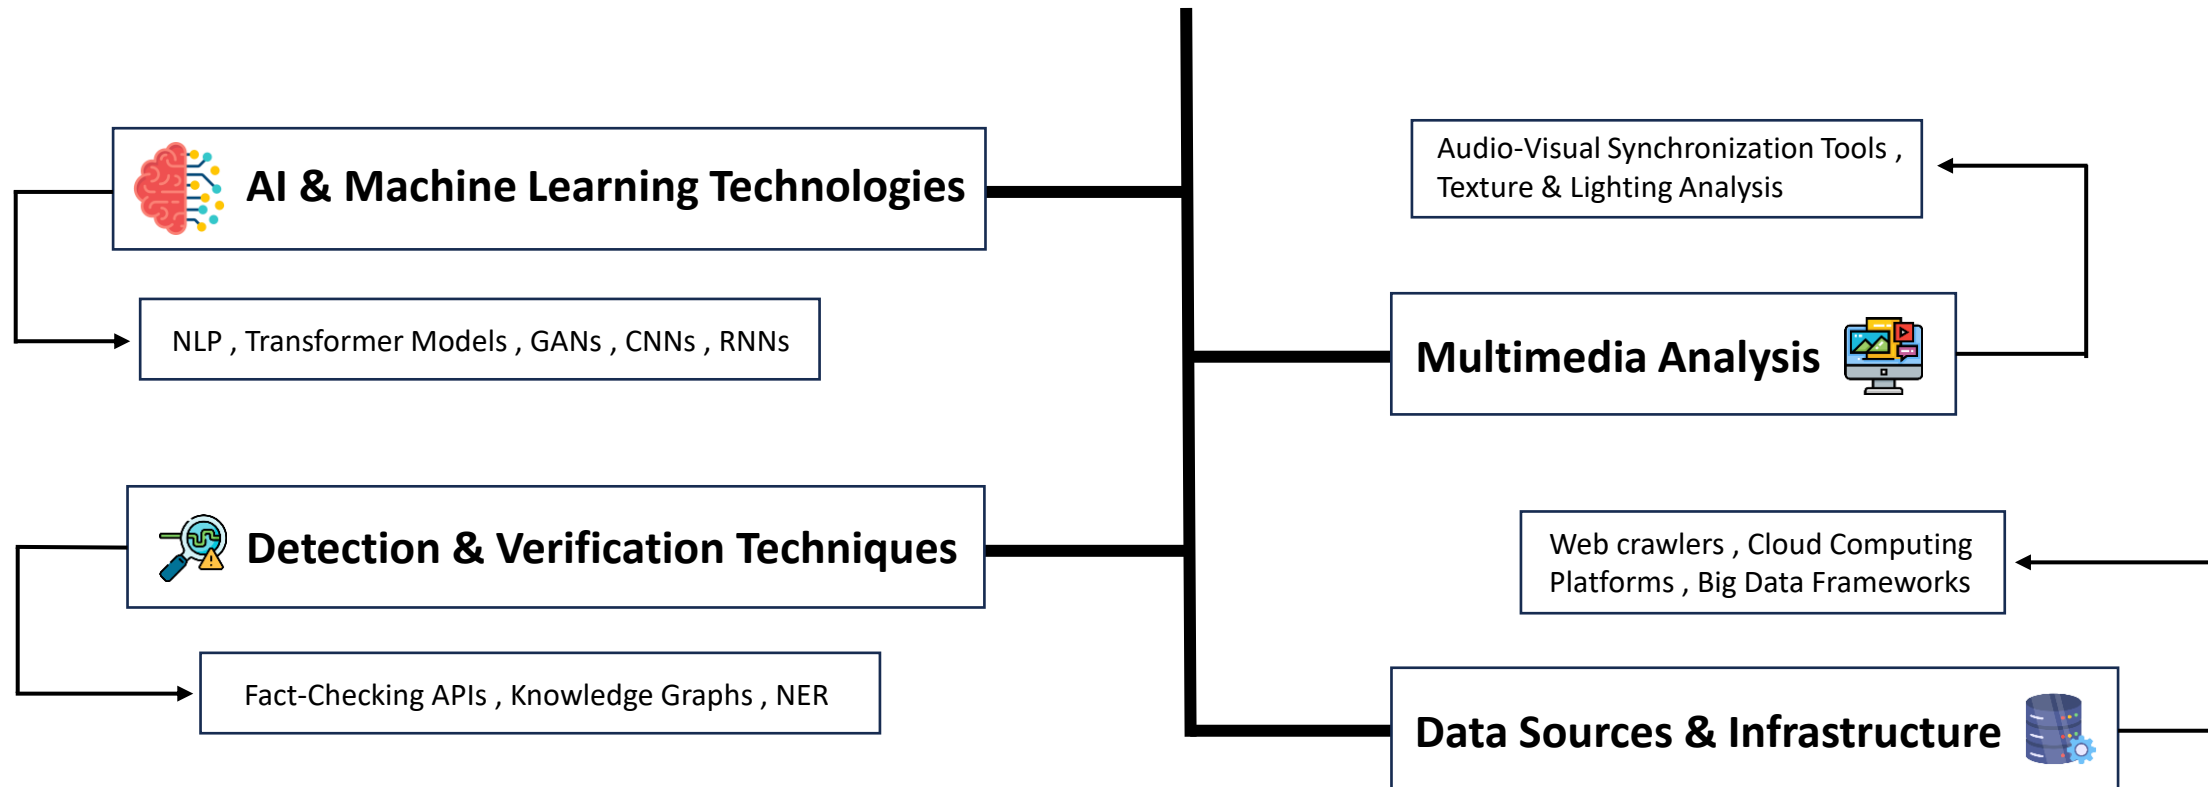 AI & Machine Learning Technologies
NLP , Transformer Models , GANs , CNNs , RNNs
Detection & Verification Techniques
Fact-Checking APIs , Knowledge Graphs , NER
Audio-Visual Synchronization Tools ,
Texture & Lighting Analysis
Multimedia Analysis
Web crawlers , Cloud Computing
Platforms , Big Data Frameworks
Data Sources & Infrastructure